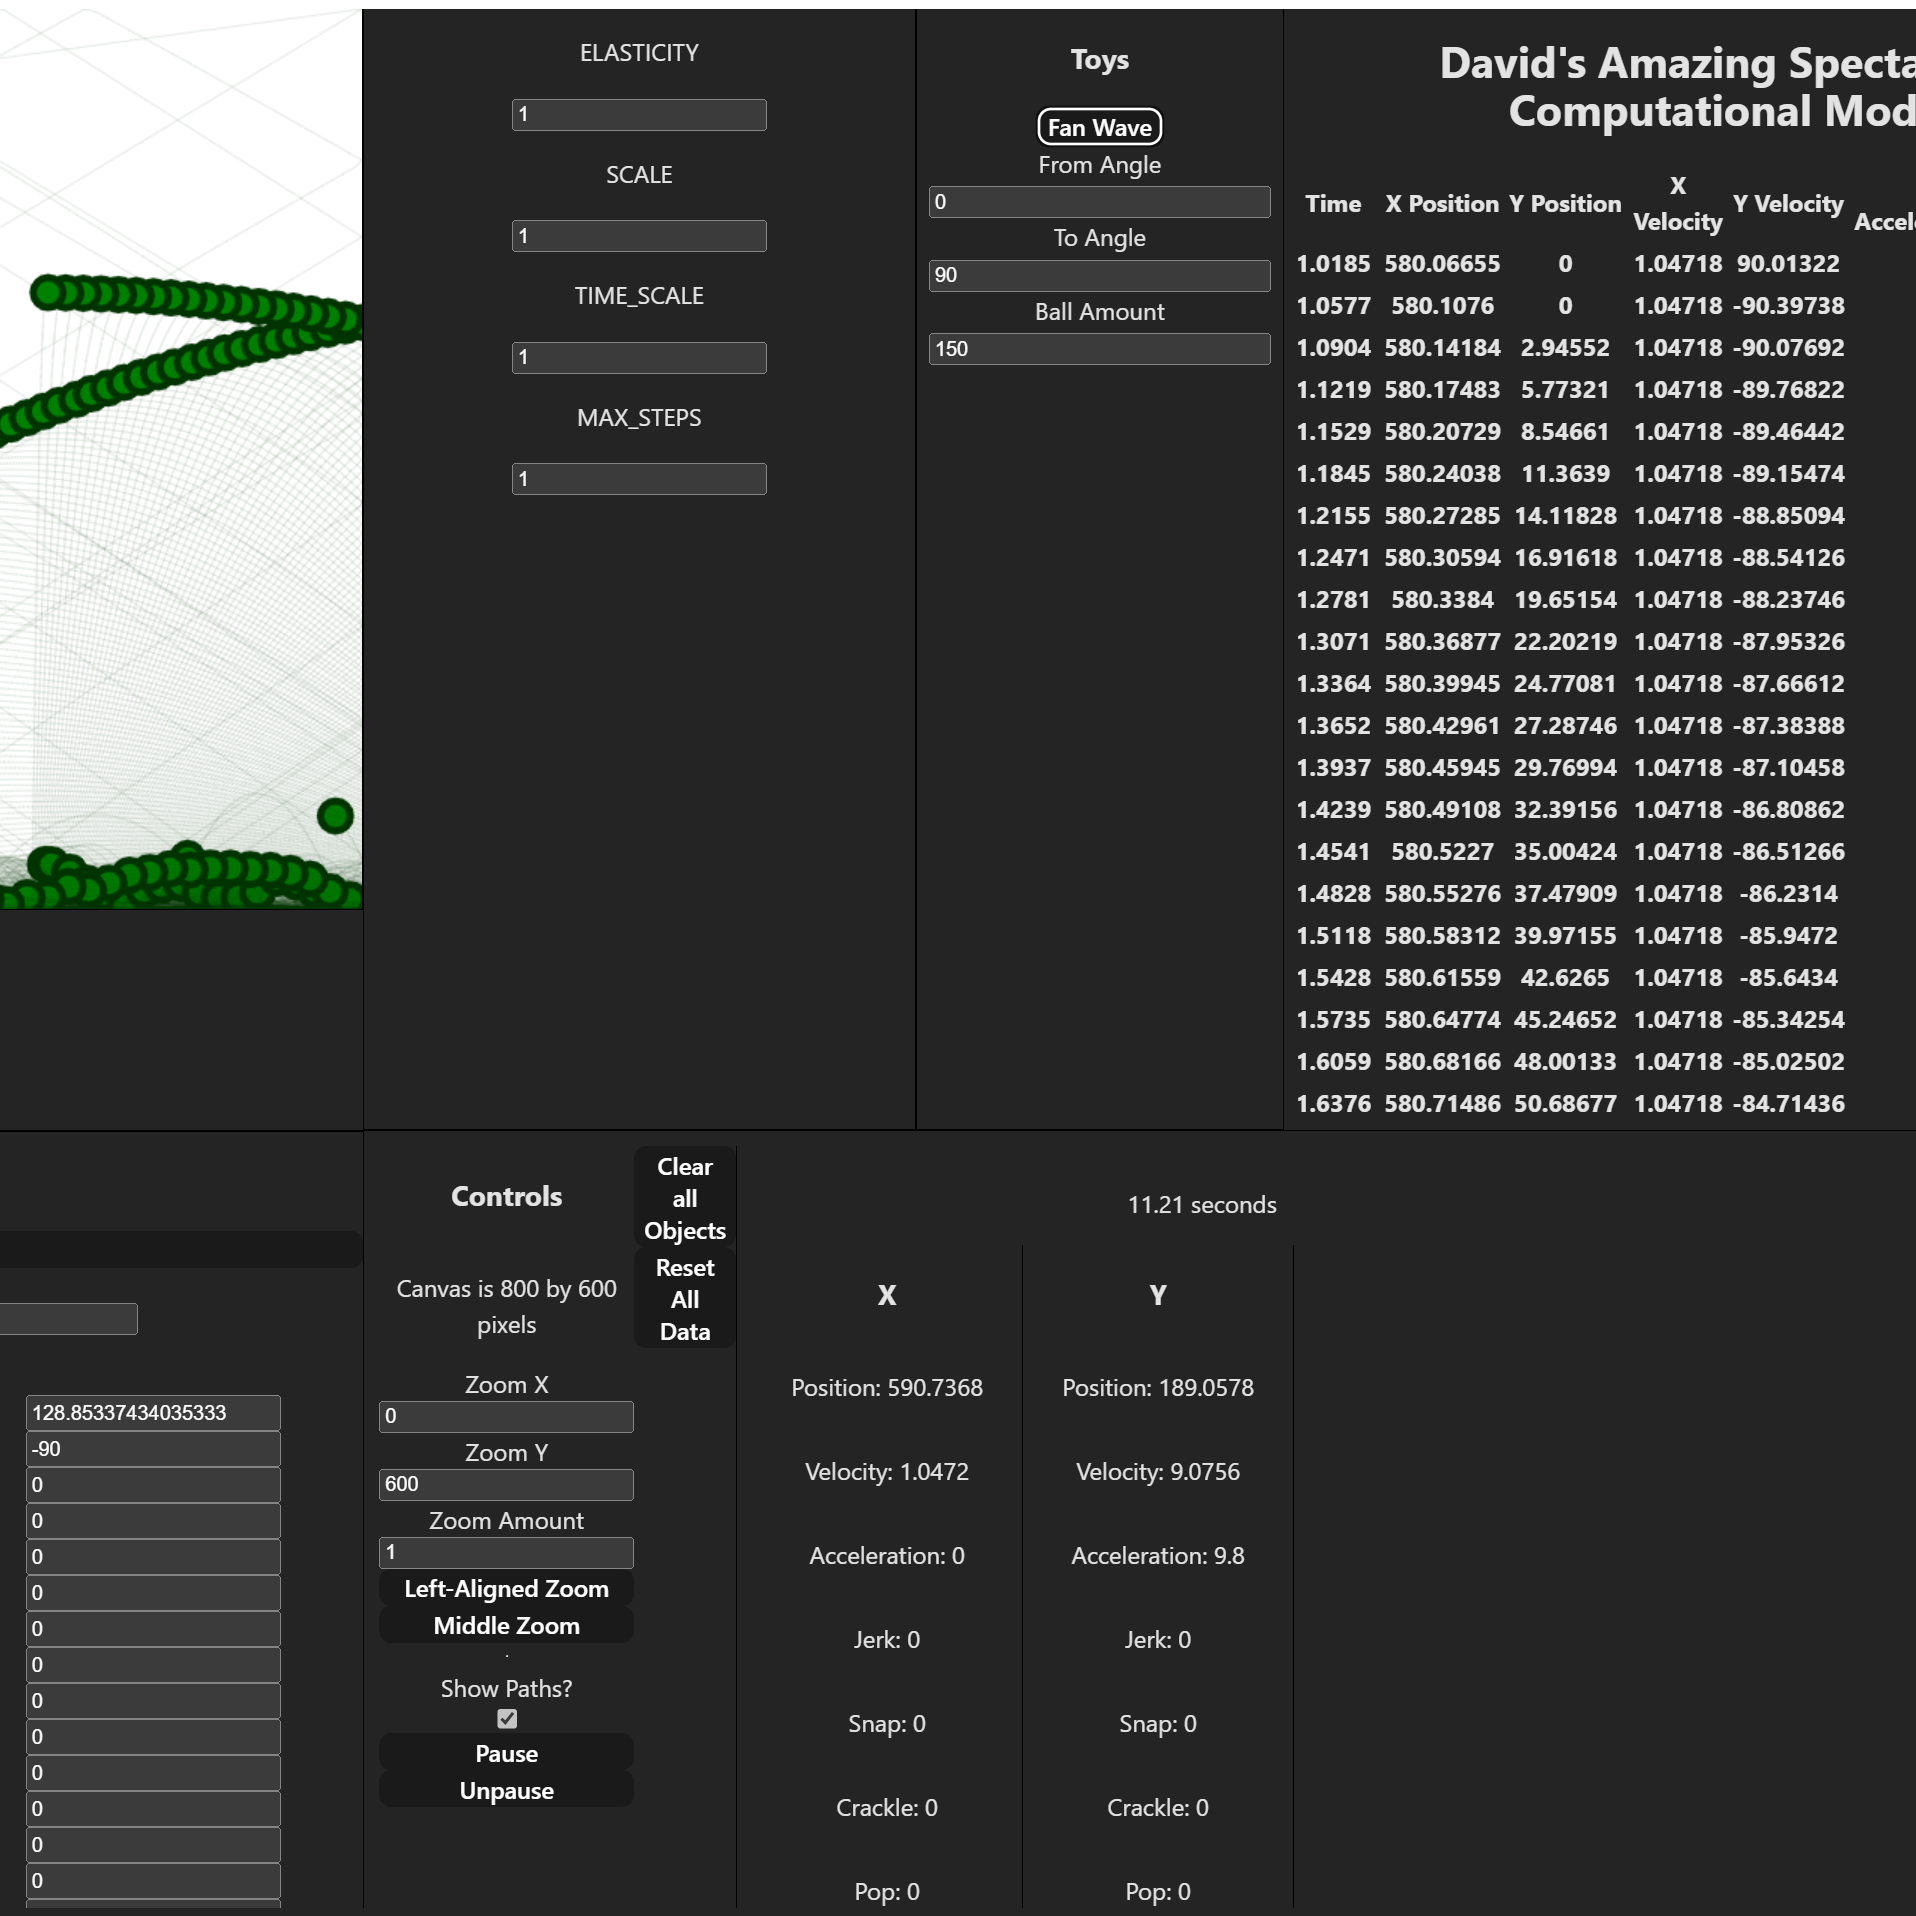 ELASTICITY
1
SCALE
1
TIME_SCALE
1
MAX_STEPS
1
Toys
Fan Wave
From Angle
0
To Angle
90
Ball Amount
150
David's Amazing
Computational
Time X Position Y Position X Velocity Y Velocity
1.0185 580.06655 0 1.04718 90.01322
1.0577 580.1076 0 1.04718 -90.39738
1.0904 580.14184 2.94552 1.04718 -90.07692
1.1219 580.17483 5.77321 1.04718 -89.76822
1.1529 580.20729 8.54661 1.04718 -89.46442
1.1845 580.24038 11.3639 1.04718 -89.15474
1.2155 580.27285 14.11828 1.04718 -88.85094
1.2471 580.30594 16.91618 1.04718 -88.54126
1.2781 580.3384 19.65154 1.04718 -88.23746
1.3071 580.36877 22.20219 1.04718 -87.95326
1.3364 580.39945 24.77081 1.04718 -87.66612
1.3652 580.42961 27.28746 1.04718 -87.38388
1.3937 580.45945 29.76994 1.04718 -87.10458
1.4239 580.49108 32.39156 1.04718 -86.80862
1.4541 580.5227 35.00424 1.04718 -86.51266
1.4828 580.55276 37.47909 1.04718 -86.2314
1.5118 580.58312 39.97155 1.04718 -85.9472
1.5428 580.61559 42.6265 1.04718 -85.6434
1.5735 580.64774 45.24652 1.04718 -85.34254
1.6059 580.68166 48.00133 1.04718 -85.02502
1.6376 580.71486 50.68677 1.04718 -84.71436
128.85337434035333
-90
0
0
0
0
0
0
0
0
0
0
0
0
Controls
Clear
all
Objects
Reset
All
Data
Canvas is 800 by 600
pixels
Zoom X
0
Zoom Y
600
Zoom Amount
1
Left-Aligned Zoom
Middle Zoom
.
Show Paths?
Pause
Unpause
11.21 seconds
X
Position: 590.7368
Velocity: 1.0472
Acceleration: 0
Jerk: 0
Snap: 0
Crackle: 0
Pop: 0
Y
Position: 189.0578
Velocity: 9.0756
Acceleration: 9.8
Jerk: 0
Snap: 0
Crackle: 0
Pop: 0